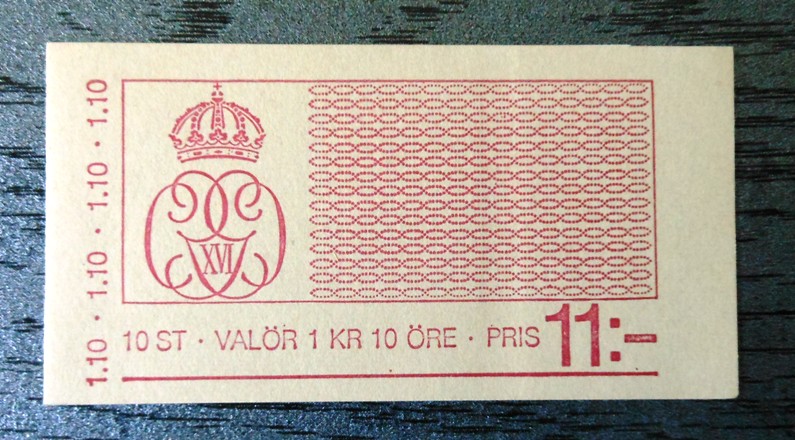 1.10 · 1.10 · 1.10 · 1.10
XVI
10 ST · VALÖR 1 KR 10 ÖRE · PRIS 11:-